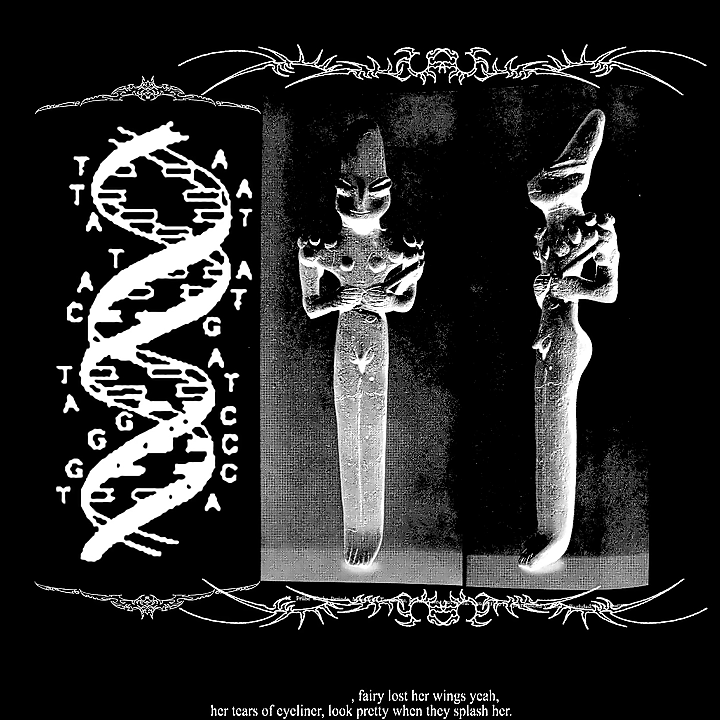 T A
T A
A T
T A
A T
C G
A
T T
A C
G C
G C
G
T A
, fairy lost her wings yeah,
her tears of eyeliner, look pretty when they splash her.